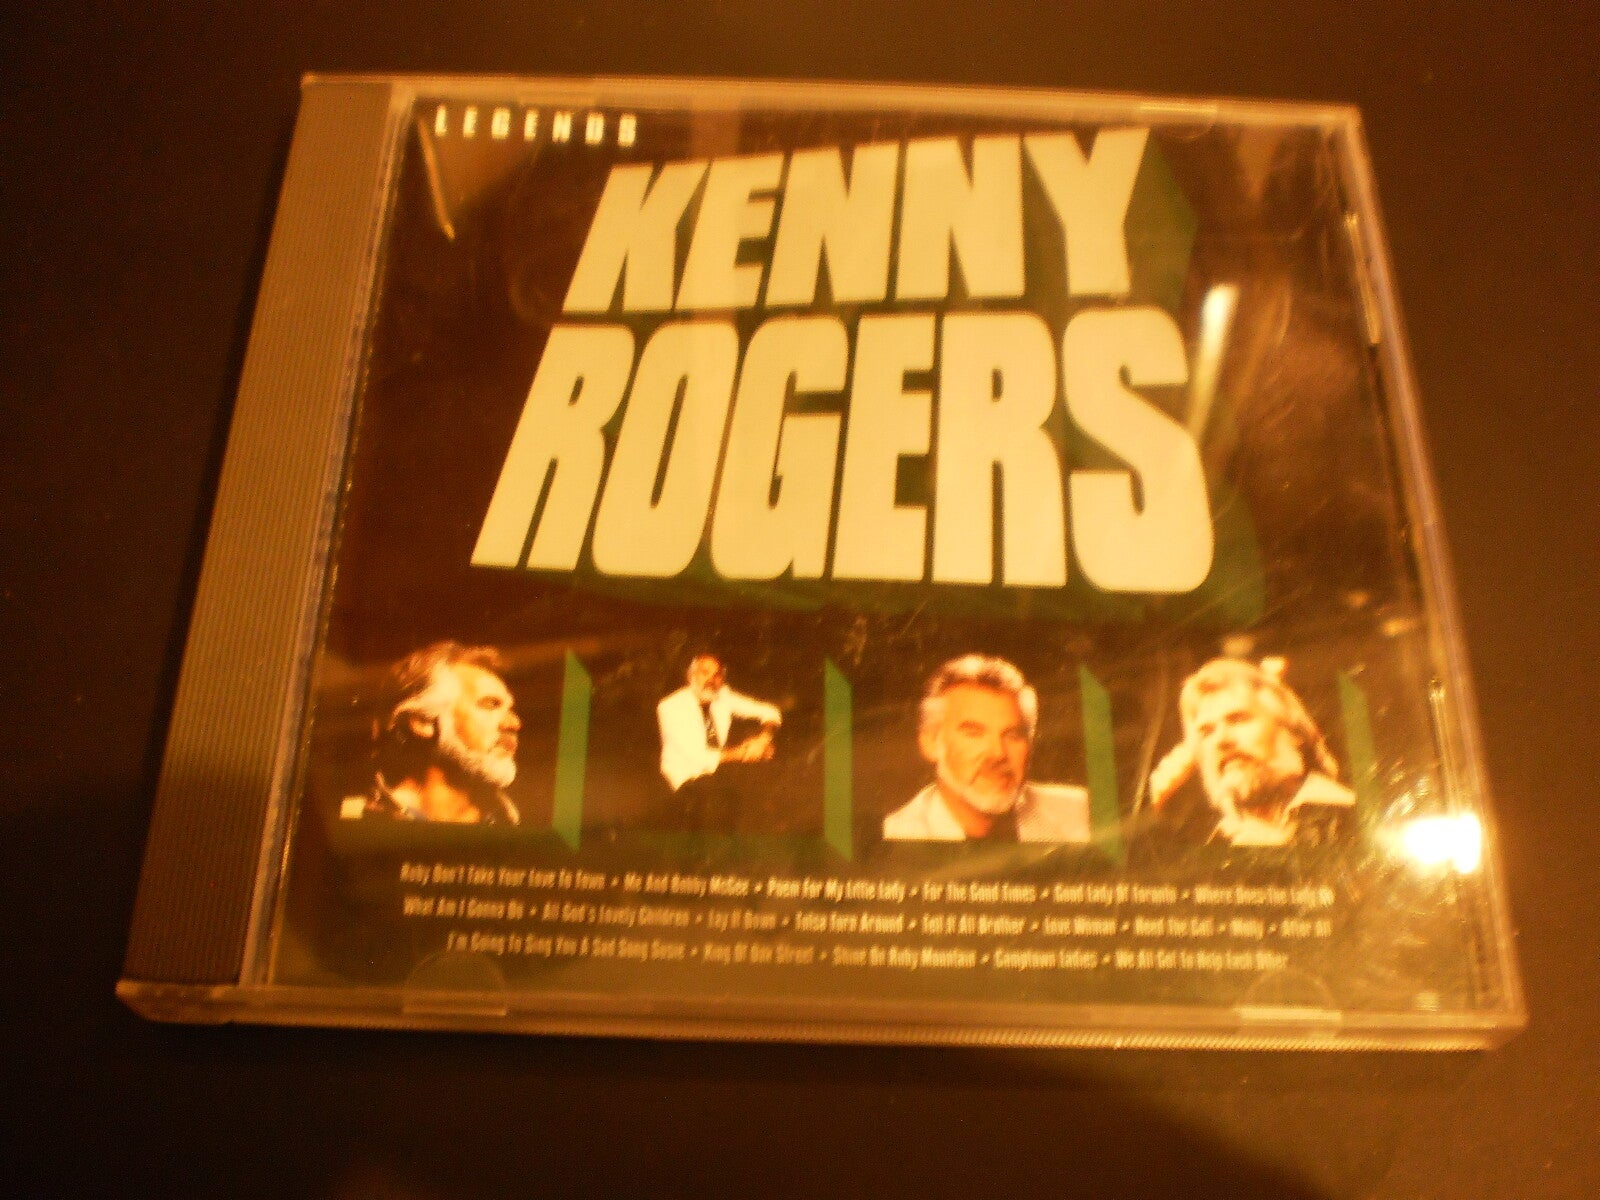 LEGENDS
KENNY
ROGERS
Ruby Don't Take Your Love To Town • Me And Bobby McGee • Poem For My Little Lady • For The Good Times • Good Lady Of Toronto • Where Does The Lady Go
What Am I Gonna Do • All God's Lovely Children • Lay It Down • Tulsa Turn Around • Tell It All Brother • Love Woman • Heed The Call • Molly • After All
I'm Going To Sing You A Sad Song Susie • King Of Oak Street • Shine On Ruby Mountain • Camptown Ladies • We All Got To Help Each Other